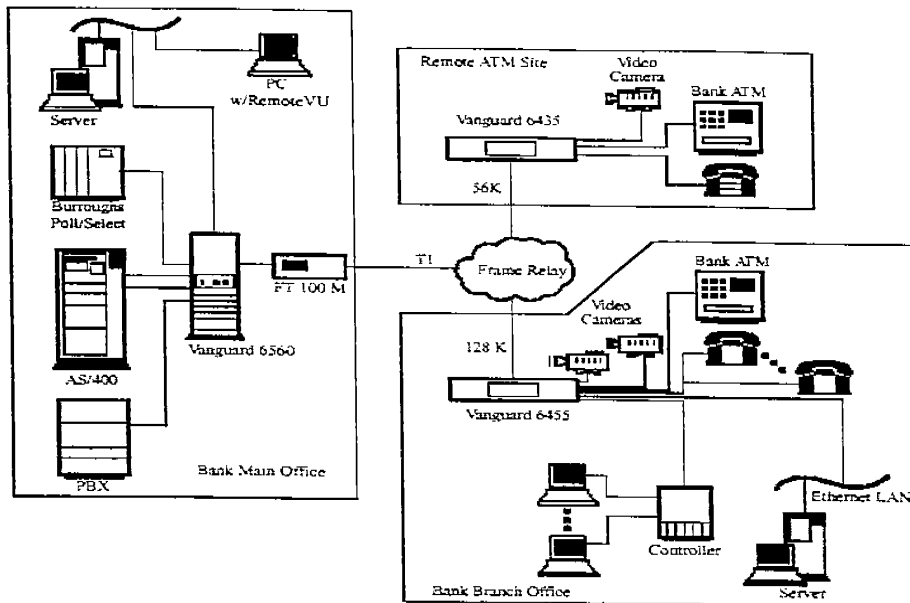 Server
PC
w/RemoteVU
Burroughs
Poll/Select
AS/400
Vanguard 6560
FT 100 M
PBX
Bank Main Office
T1
Frame Relay
Remote ATM Site
Video
Camera
Bank ATM
Vanguard 6435
56K
128 K
Video
Cameras
Bank ATM
Vanguard 6455
Ethernet LAN
Controller
Server
Bank Branch Office